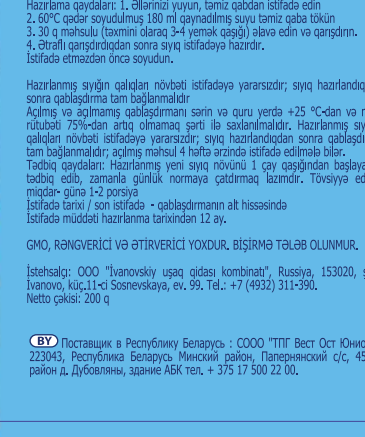 Hazırlama qaydaları: 1. Əllərinizi yuyun, təmiz qabdan istifadə edin
2. 60°C qədər soyudulmuş 180 ml qaynadılmış suyu təmiz qaba tökün
3. 30 q məhsulu (təxmini olaraq 3-4 yemək qaşığı) əlavə edin və qarışdırın.
4. Ətraflı qarışdırdıqdan sonra sıyıq istifadəyə hazırdır.
İstifadə etməzdən öncə soyudun.
Hazırlanmış sıyığın qalıqları növbəti istifadəyə yararsızdır; sıyıq hazırlandıq
sonra qablaşdırma tam bağlanmalıdır
Açılmış və açılmamış qablaşdırmanı sərin və quru yerdə +25 °C-dən və n
rütubəti 75%-dən artıq olmamaq şərti ilə saxlanılmalıdır. Hazırlanmış sıy
qalıqları növbəti istifadəyə yararsızdır; sıyıq hazırlandıqdan sonra qablaşdı
tam bağlanmalıdır; açılmış məhsul 4 həftə ərzində istifadə edilmələ bilər.
Tədbiq qaydaları: Hazırlanmış yeni sıyıq növünü 1 çay qaşığından başlaya
tədbiq edib, zamanla günlük normaya çatdırmaq lazımdır. Tövsiyyə ed
miqdar- günə 1-2 porsiya
İstifadə tarixi / son istifadə - qablaşdırmanın alt hissəsində
İstifadə müddəti hazırlanma tarixindən 12 ay.
GMO, RƏNGVERİCİ VƏ ƏTİRVERİCİ YOXDUR. BİŞİRMƏ TƏLƏB OLUNMUR.
İstehsalçı: OOO "İvanovskiy uşaq qidası kombinatı", Russiya, 153020, ş
İvanovo, küç.11-ci Sosnevskaya, ev. 99. Tel.: +7 (4932) 311-390.
Netto çəkisi: 200 q
BY Поставщик в Республику Беларусь : СООО "ТПГ Вест Ост Юнио
223043, Республика Беларусь Минский район, Папернянский с/с, 45
район д. Дубовляны, здание АБК тел. + 375 17 500 22 00.